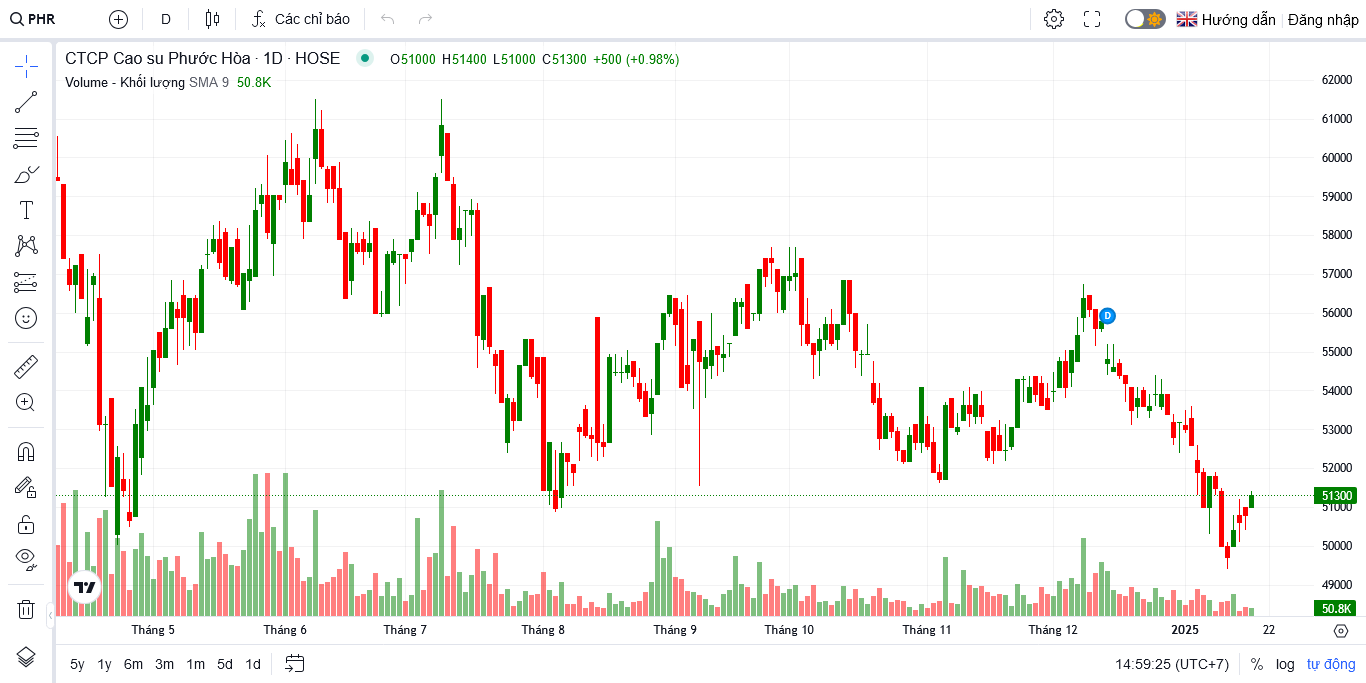 PHR D Các chỉ báo Hướng dẫn Đăng nhập
CTCP Cao su Phước Hòa · 1D · HOSE O51000 H51400 L51000 C51300 +500 (+0.98%)
Volume - Khối lượng SMA 9 50.8K
62000
61000
60000
59000
58000
57000
56000
D
55000
54000
53000
52000
51300
51000
50000
49000
50.8K
Tháng 5 Tháng 6 Tháng 7 Tháng 8 Tháng 9 Tháng 10 Tháng 11 Tháng 12 2025 22
5y 1y 6m 3m 1m 5d 1d 14:59:25 (UTC+7) % log tự động